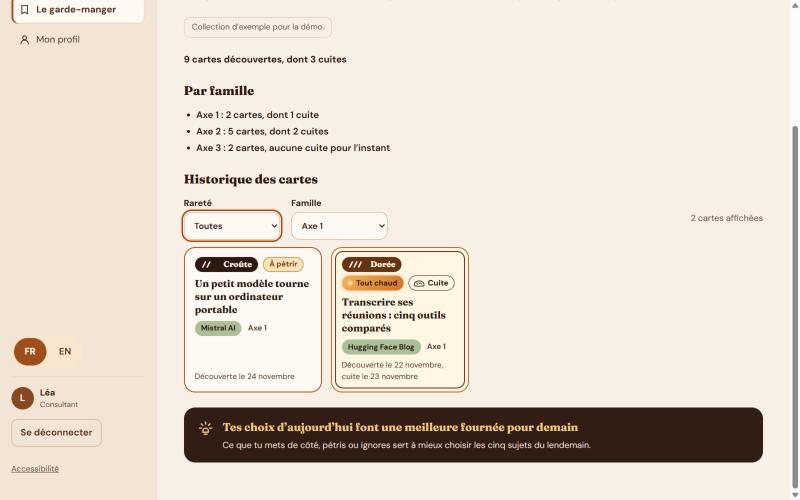 Le garde-manger
Mon profil
FR EN
L Léa
Consultant
Se déconnecter
Accessibilité
Collection d'exemple pour la démo.
9 cartes découvertes, dont 3 cuites
Par famille
• Axe 1 : 2 cartes, dont 1 cuite
• Axe 2 : 5 cartes, dont 2 cuites
• Axe 3 : 2 cartes, aucune cuite pour l'instant
Historique des cartes
Rareté Famille
Toutes Axe 1
2 cartes affichées
// Croûte À pétrir
Un petit modèle tourne
sur un ordinateur
portable
Mistral AI Axe 1
Découverte le 24 novembre
/// Dorée
Tout chaud Cuite
Transcrire ses
réunions : cinq outils
comparés
Hugging Face Blog Axe 1
Découverte le 22 novembre,
cuite le 23 novembre
Tes choix d'aujourd'hui font une meilleure fournée pour demain
Ce que tu mets de côté, pétris ou ignores sert à mieux choisir les cinq sujets du lendemain.